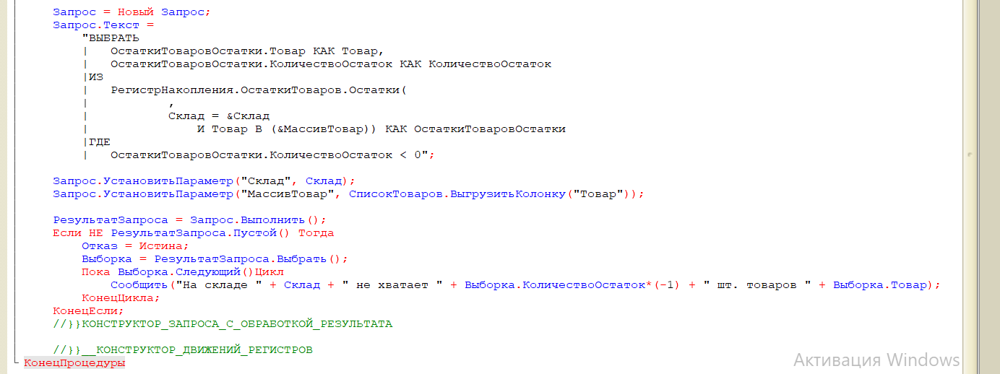 Запрос = Новый Запрос;
Запрос.Текст =
"ВЫБРАТЬ
|	ОстаткиТоваровОстатки.Товар КАК Товар,
|	ОстаткиТоваровОстатки.КоличествоОстаток КАК КоличествоОстаток
|ИЗ
|	РегистрНакопления.ОстаткиТоваров.Остатки(
|			,
|			Склад = &Склад
|				И Товар В (&МассивТовар)) КАК ОстаткиТоваровОстатки
|ГДЕ
|	ОстаткиТоваровОстатки.КоличествоОстаток < 0";
Запрос.УстановитьПараметр("Склад", Склад);
Запрос.УстановитьПараметр("МассивТовар", СписокТоваров.ВыгрузитьКолонку("Товар"));
РезультатЗапроса = Запрос.Выполнить();
Если НЕ РезультатЗапроса.Пустой() Тогда
Отказ = Истина;
Выборка = РезультатЗапроса.Выбрать();
Пока Выборка.Следующий()Цикл
Сообщить("На складе " + Склад + " не хватает " + Выборка.КоличествоОстаток*(-1) + " шт. товаров " + Выборка.Товар);
КонецЦикла;
КонецЕсли;
//}}КОНСТРУКТОР_ЗАПРОСА_С_ОБРАБОТКОЙ_РЕЗУЛЬТАТА
//}}__КОНСТРУКТОР_ДВИЖЕНИЙ_РЕГИСТРОВ
КонецПроцедуры
Активация Windows